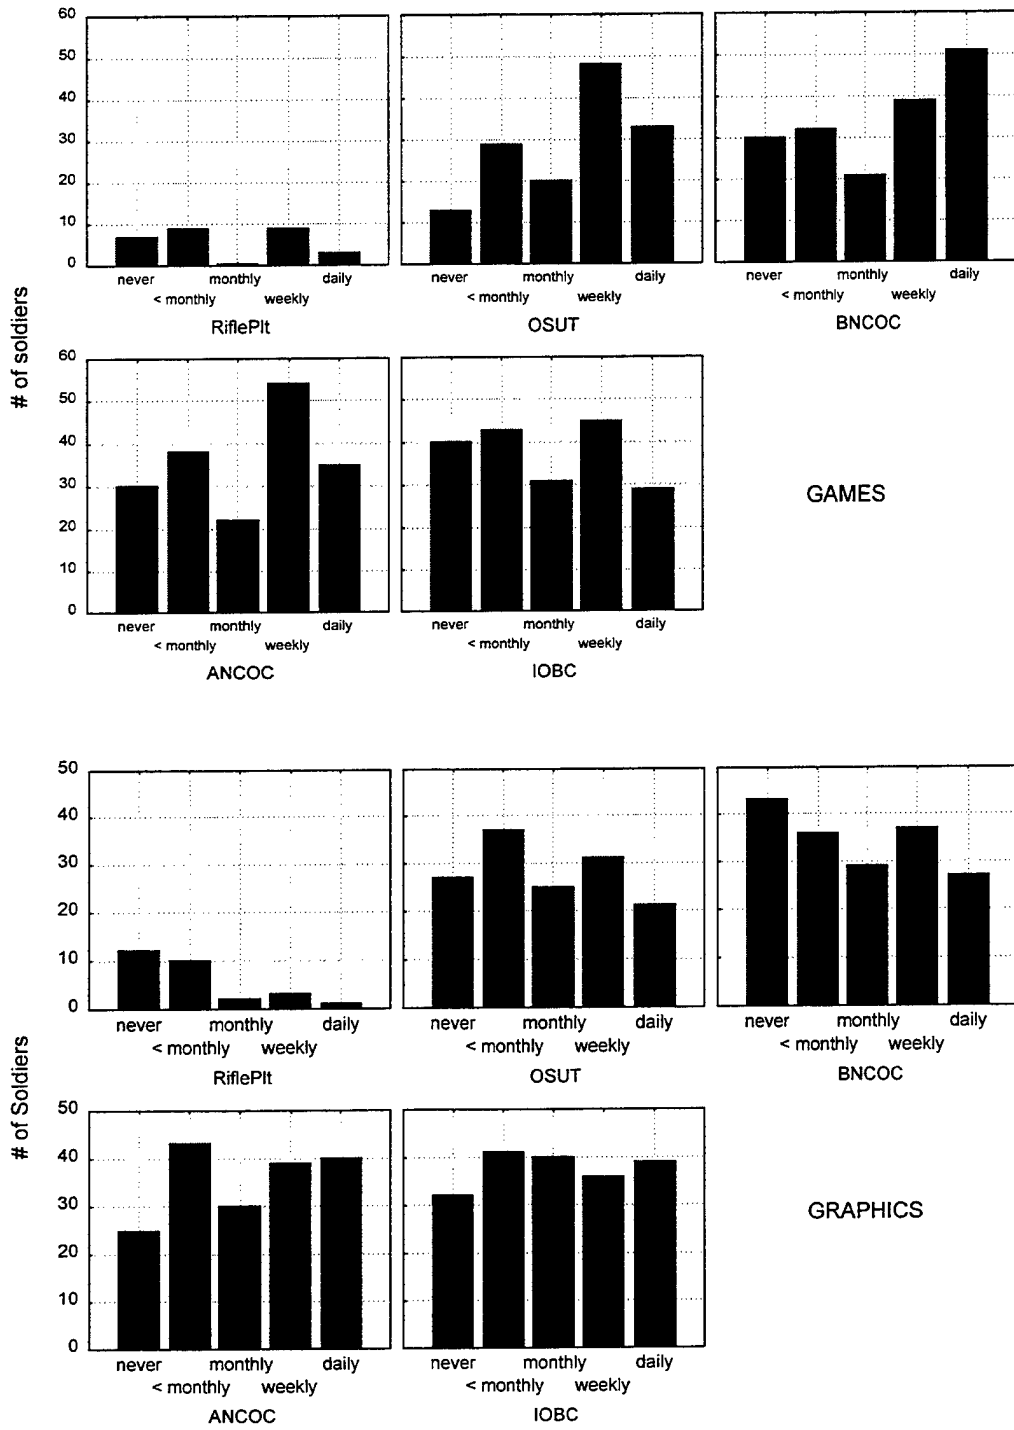 # of soldiers
60
50
40
30
20
10
0
never monthly daily
< monthly weekly
RiflePlt
never monthly daily
< monthly weekly
OSUT
never monthly daily
< monthly weekly
BNCOC
60
50
40
30
20
10
0
never monthly daily
< monthly weekly
ANCOC
never monthly daily
< monthly weekly
IOBC
GAMES
# of Soldiers
50
40
30
20
10
0
never monthly daily
< monthly weekly
RiflePlt
never monthly daily
< monthly weekly
OSUT
never monthly daily
< monthly weekly
BNCOC
50
40
30
20
10
0
never monthly daily
< monthly weekly
ANCOC
never monthly daily
< monthly weekly
IOBC
GRAPHICS